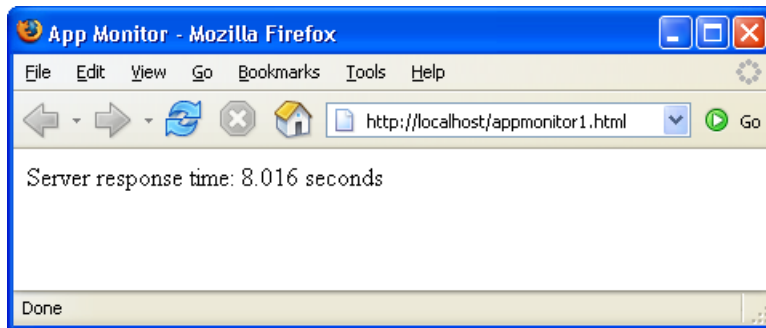 App Monitor - Mozilla Firefox
File Edit View Go Bookmarks Tools Help
http://localhost/appmonitor1.html Go
Server response time: 8.016 seconds
Done